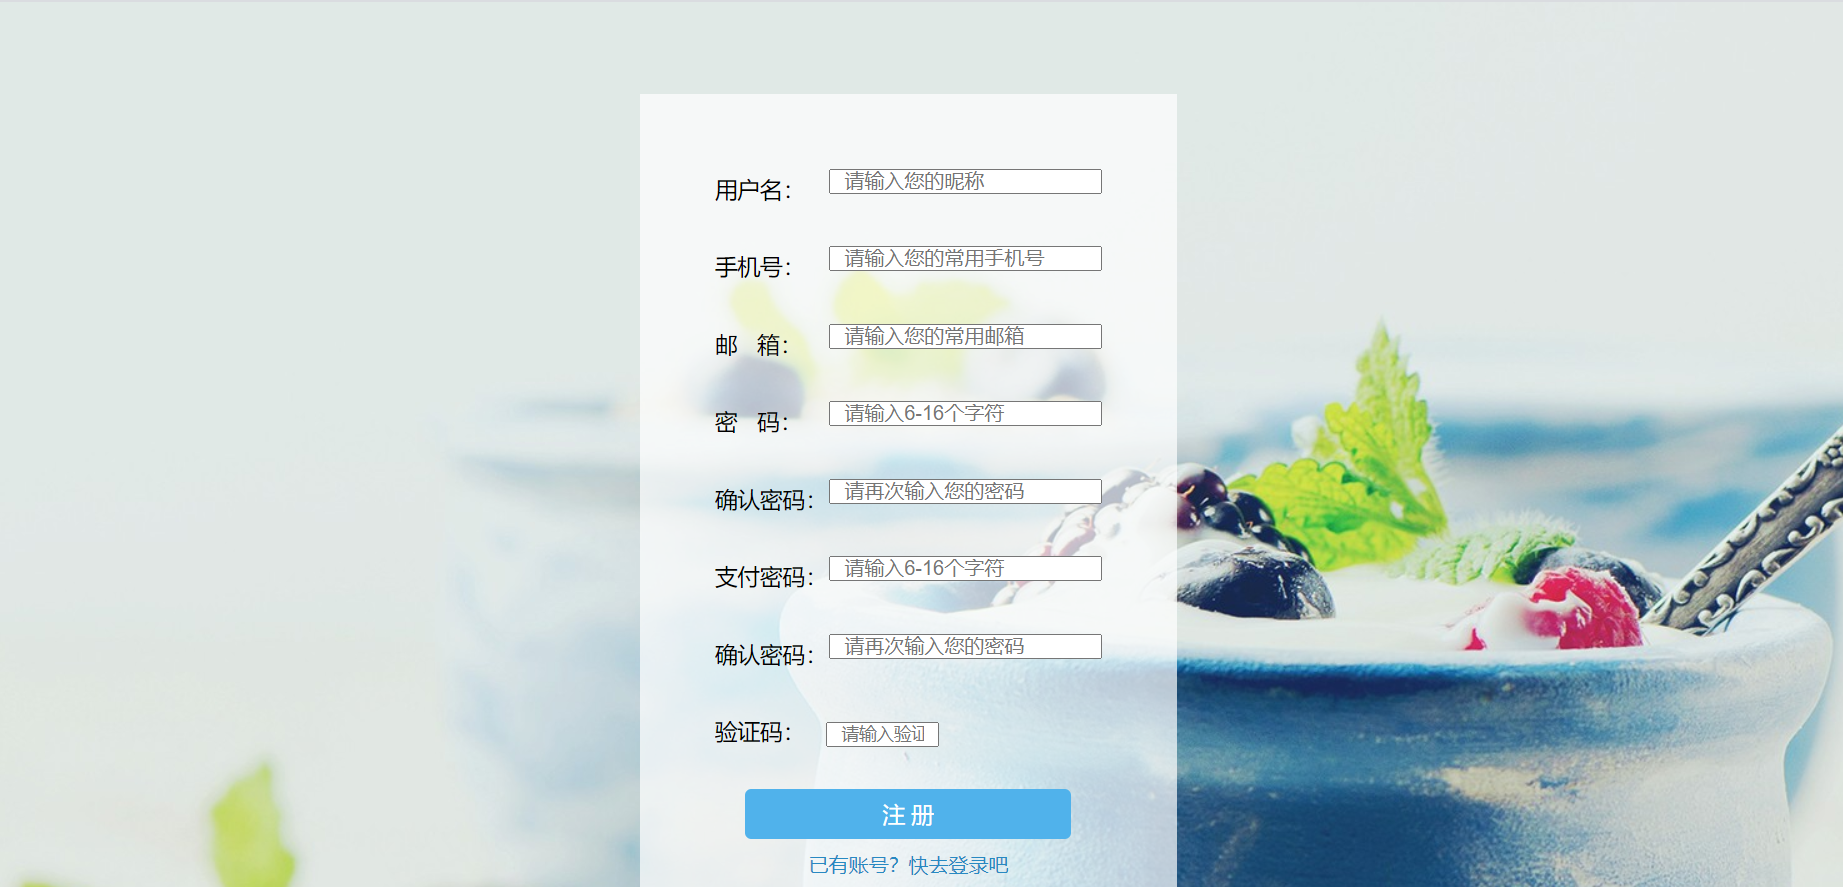 用户名： 请输入您的昵称
手机号： 请输入您的常用手机号
邮 箱： 请输入您的常用邮箱
密 码： 请输入6-16个字符
确认密码： 请再次输入您的密码
支付密码： 请输入6-16个字符
确认密码： 请再次输入您的密码
验证码： 请输入验证
注 册
已有账号？快去登录吧